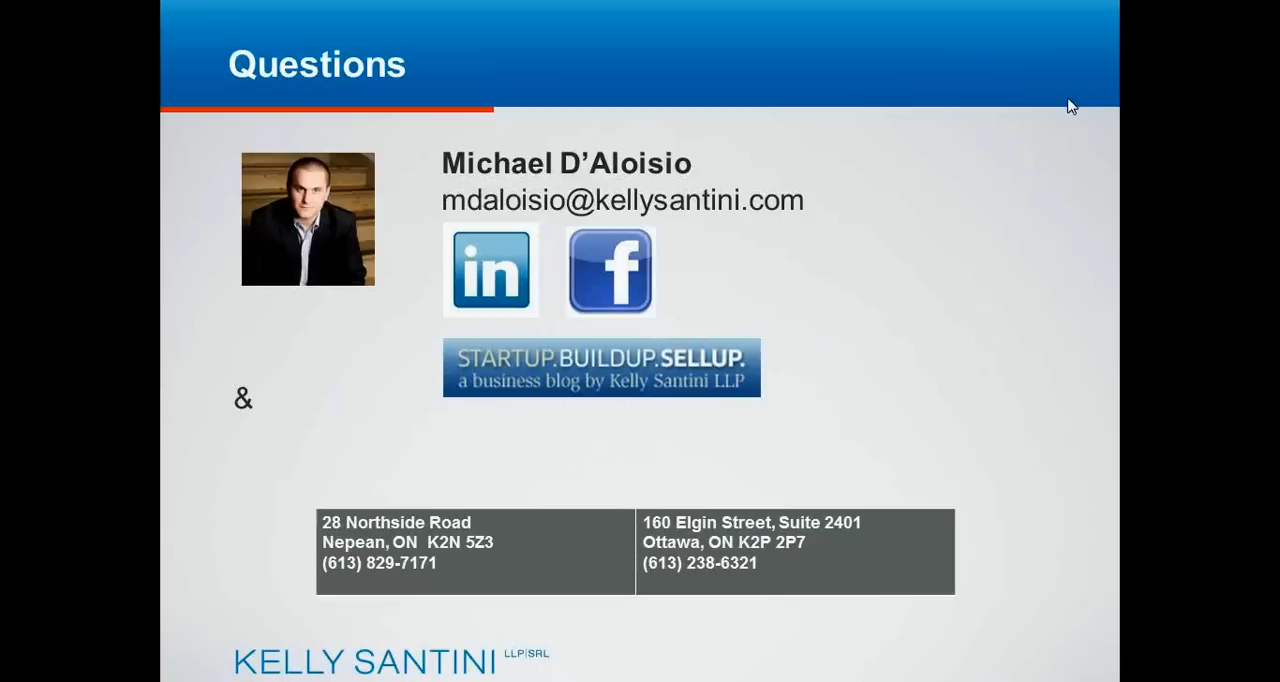 Questions
Michael D’Aloisio
mdaloisio@kellysantini.com
in f
STARTUP.BUILDUP.SELLUP.
a business blog by Kelly Santini LLP
&
28 Northside Road
Nepean, ON  K2N 5Z3
(613) 829-7171
160 Elgin Street, Suite 2401
Ottawa, ON K2P 2P7
(613) 238-6321
KELLY SANTINI LLP|SRL